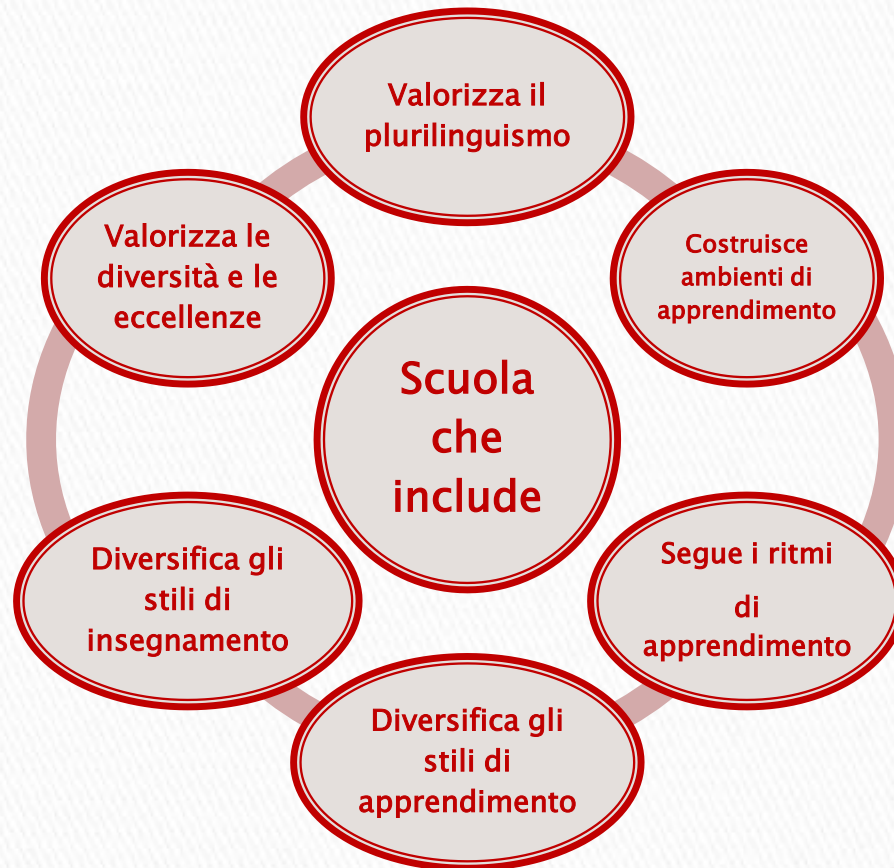 Valorizza il
plurilinguismo
Valorizza le
diversità e le
eccellenze
Costruisce
ambienti di
apprendimento
Scuola
che
include
Diversifica gli
stili di
insegnamento
Segue i ritmi
di
apprendimento
Diversifica gli
stili di
apprendimento